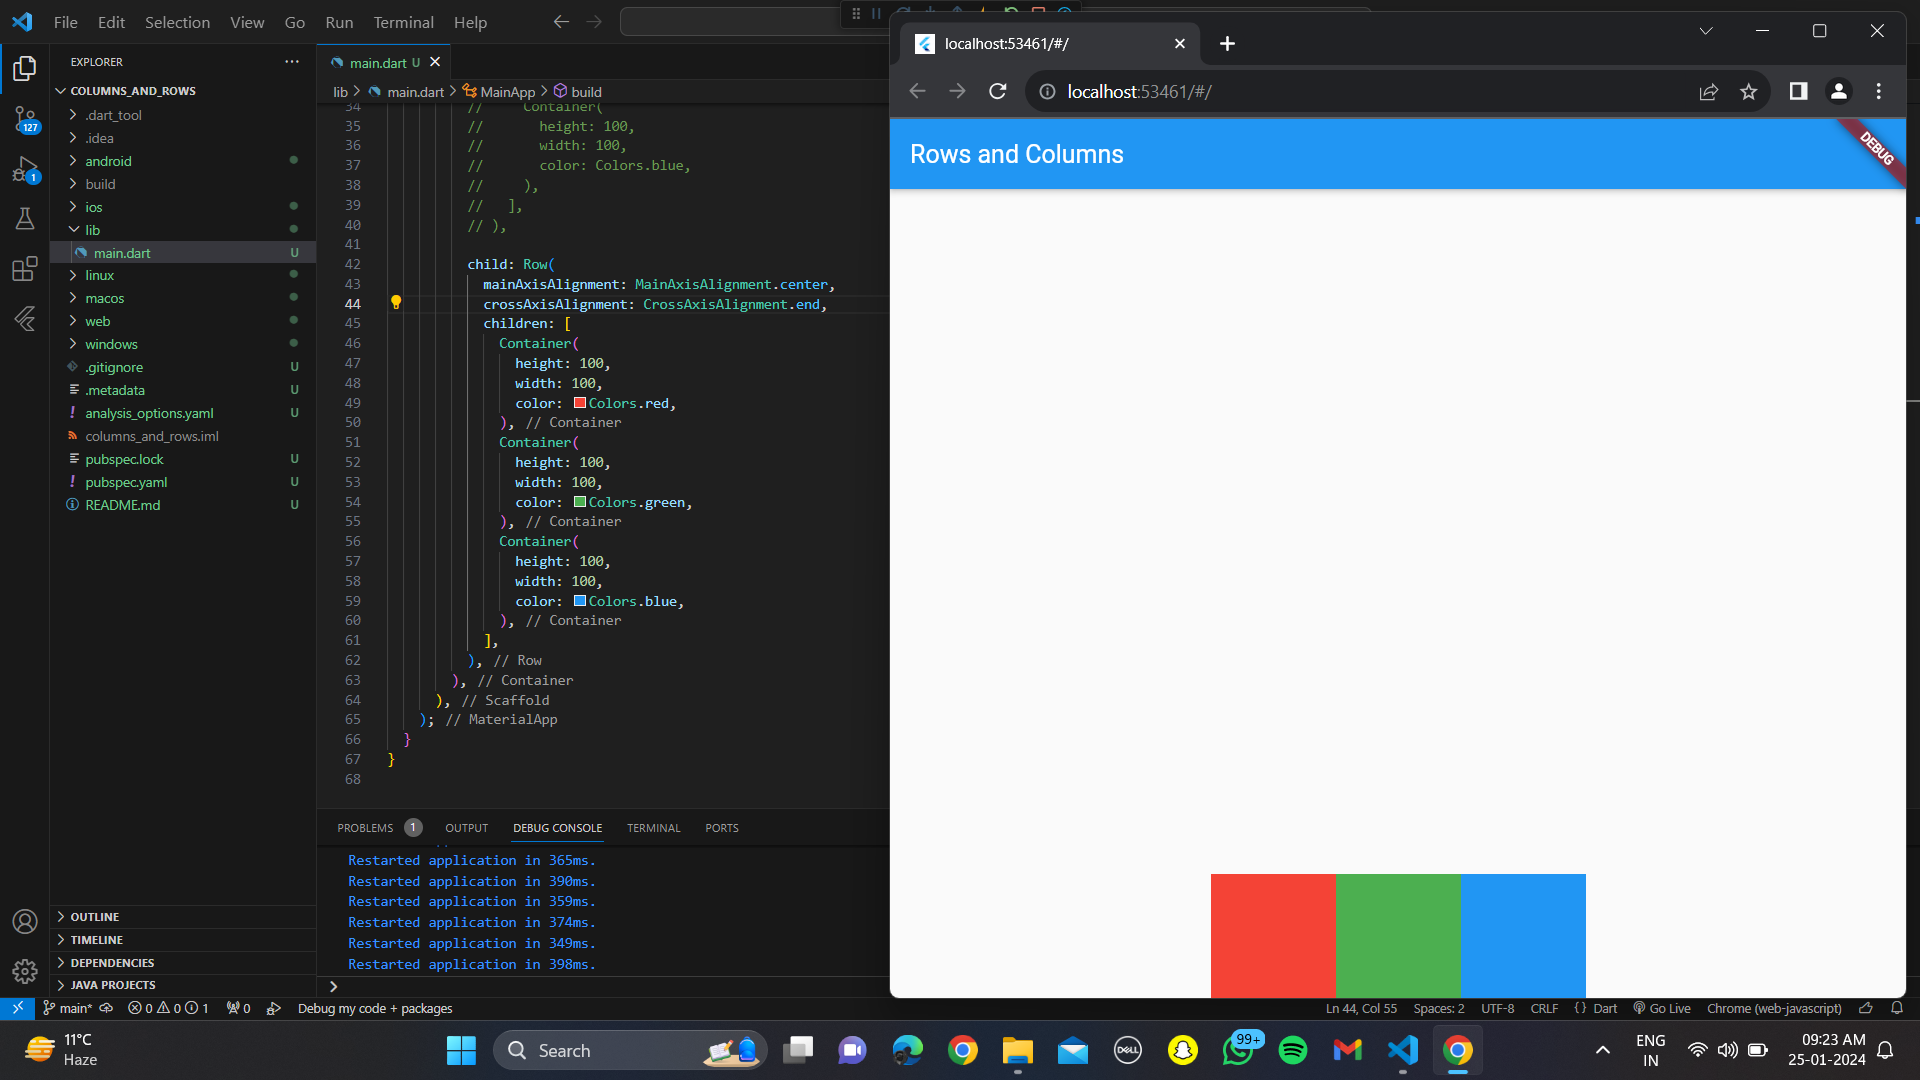 File Edit Selection View Go Run Terminal Help
EXPLORER
COLUMNS_AND_ROWS
.dart_tool
.idea
android
build
ios
lib
main.dart U
linux
macos
web
windows
.gitignore U
.metadata U
analysis_options.yaml U
columns_and_rows.iml
pubspec.lock U
pubspec.yaml U
README.md U
OUTLINE
TIMELINE
DEPENDENCIES
JAVA PROJECTS
127
1
main.dart U
lib > main.dart > MainApp > build
34 // Container(
35 // height: 100,
36 // width: 100,
37 // color: Colors.blue,
38 // ),
39 // ],
40 // ),
41
42 child: Row(
43 mainAxisAlignment: MainAxisAlignment.center,
44 crossAxisAlignment: CrossAxisAlignment.end,
45 children: [
46 Container(
47 height: 100,
48 width: 100,
49 color: Colors.red,
50 ), // Container
51 Container(
52 height: 100,
53 width: 100,
54 color: Colors.green,
55 ), // Container
56 Container(
57 height: 100,
58 width: 100,
59 color: Colors.blue,
60 ), // Container
61 ],
62 ), // Row
63 ), // Container
64 ), // Scaffold
65 ); // MaterialApp
66 }
67 }
68
PROBLEMS 1 OUTPUT DEBUG CONSOLE TERMINAL PORTS
Restarted application in 365ms.
Restarted application in 390ms.
Restarted application in 359ms.
Restarted application in 374ms.
Restarted application in 349ms.
Restarted application in 398ms.
localhost:53461/#/
localhost:53461/#/
Rows and Columns
DEBUG
main* 0 0 1 0 Debug my code + packages
Ln 44, Col 55 Spaces: 2 UTF-8 CRLF {} Dart Go Live Chrome (web-javascript)
11°C
Haze
Search
DELL
99+
ENG
IN
09:23 AM
25-01-2024